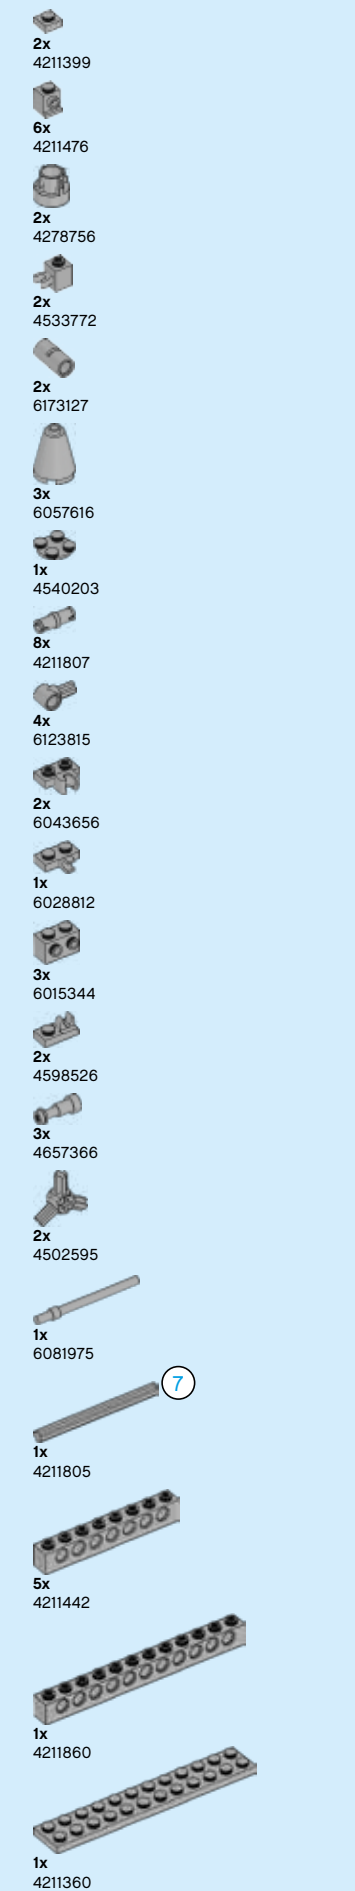 2x
4211399
6x
4211476
2x
4278756
2x
4533772
2x
6173127
3x
6057616
1x
4540203
8x
4211807
4x
6123815
2x
6043656
1x
6028812
3x
6015344
2x
4598526
3x
4657366
2x
4502595
1x
6081975
7
1x
4211805
5x
4211442
1x
4211860
1x
4211360